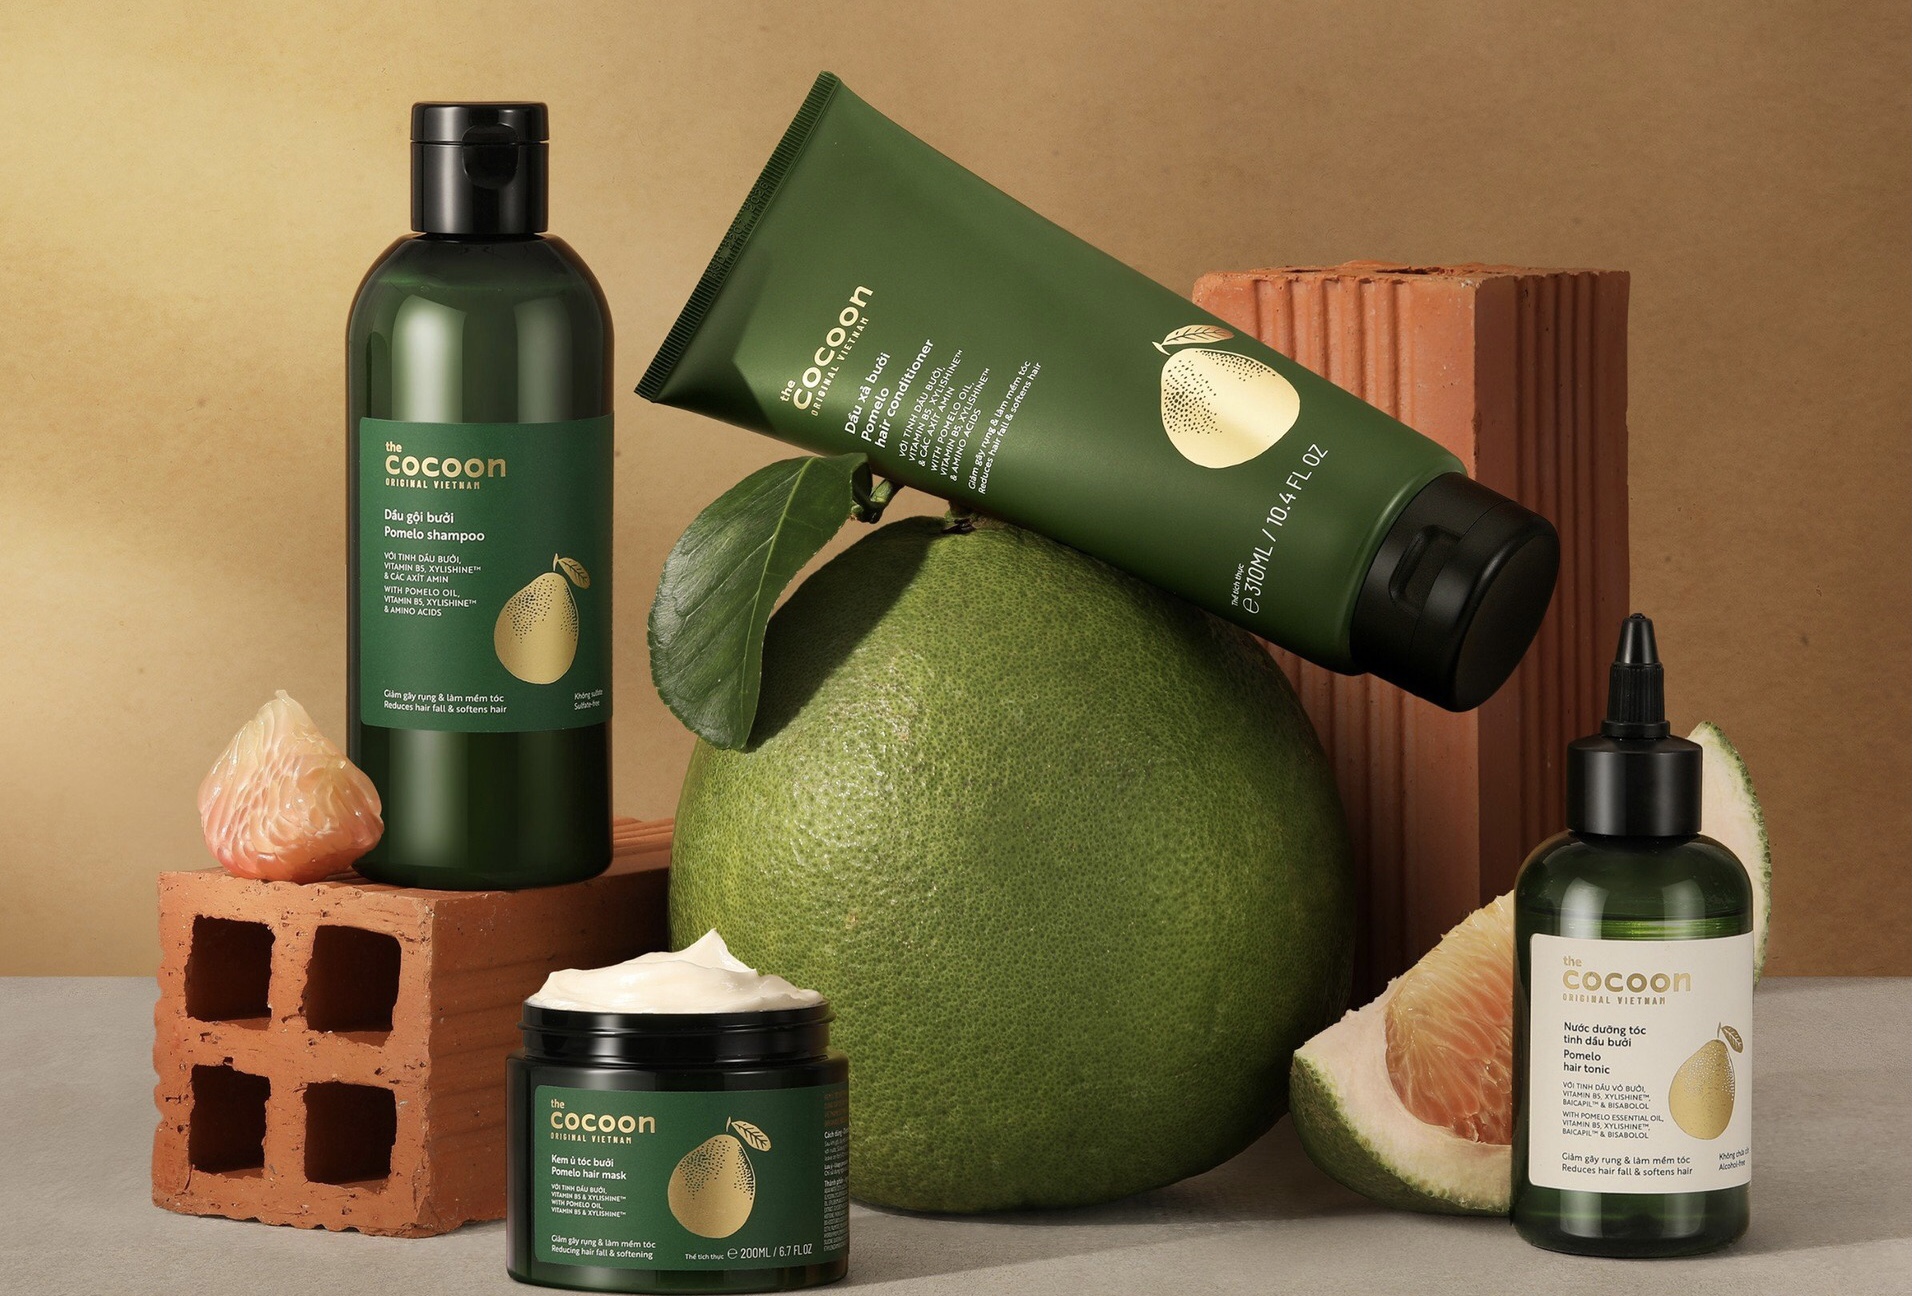 the
cocoon
ORIGINAL VIETNAM
Dầu gội bưởi
Pomelo shampoo
VỚI TINH DẦU BƯỞI,
VITAMIN B5, XYLISHINE™
& CÁC AXÍT AMIN
WITH POMELO OIL,
VITAMIN B5, XYLISHINE™
& AMINO ACIDS
Giảm gãy rụng & làm mềm tóc
Reduces hair fall & softens hair
Không sulfate
Sulfate-free
the
cocoon
ORIGINAL VIETNAM
Dầu xả bưởi
Pomelo
hair conditioner
VỚI TINH DẦU BƯỞI,
VITAMIN B5, XYLISHINE™
& CÁC AXÍT AMIN
WITH POMELO OIL,
VITAMIN B5, XYLISHINE™
& AMINO ACIDS
Giảm gãy rụng & làm mềm tóc
Reduces hair fall & softens hair
Thể tích thực
℮ 310ML / 10.4 FL OZ
the
cocoon
ORIGINAL VIETNAM
Kem ủ tóc bưởi
Pomelo hair mask
VỚI TINH DẦU BƯỞI,
VITAMIN B5 & XYLISHINE™
WITH POMELO OIL,
VITAMIN B5 & XYLISHINE™
Giảm gãy rụng & làm mềm tóc
Reducing hair fall & softening
Thể tích thực ℮ 200ML / 6.7 FL OZ
the
cocoon
ORIGINAL VIETNAM
Nước dưỡng tóc
tinh dầu bưởi
Pomelo
hair tonic
VỚI TINH DẦU VỎ BƯỞI,
VITAMIN B5, XYLISHINE™,
BAICAPIL™ & BISABOLOL
WITH POMELO ESSENTIAL OIL,
VITAMIN B5, XYLISHINE™,
BAICAPIL™ & BISABOLOL
Giảm gãy rụng & làm mềm tóc
Reduces hair fall & softens hair
Không chứa
Alcohol-free